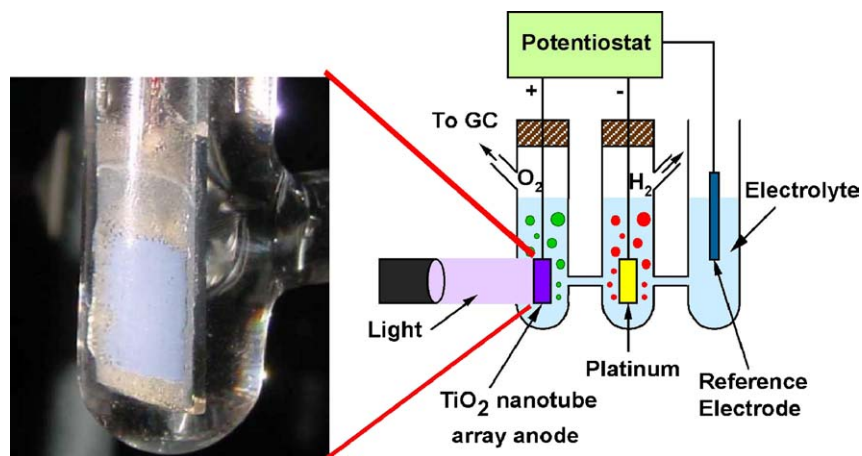 Potentiostat
+
-
To GC
O2
H2
Electrolyte
Light
Platinum
TiO2 nanotube
array anode
Reference
Electrode